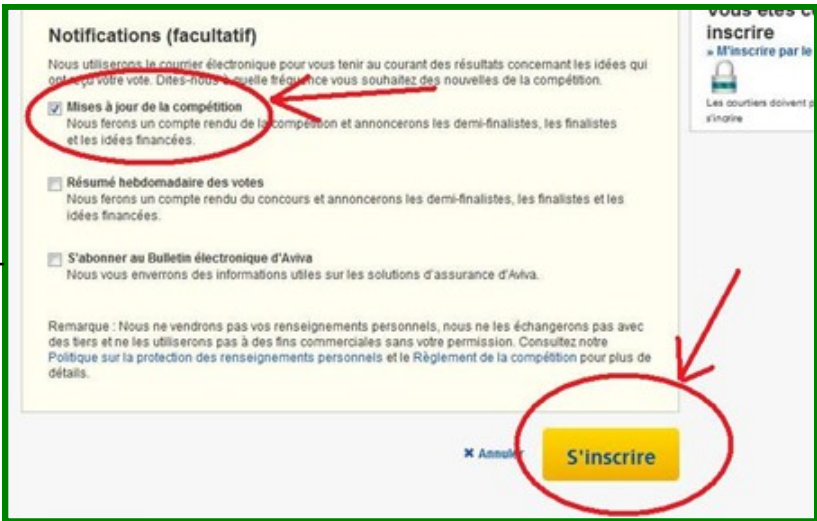 Notifications (facultatif)
Nous utiliserons le courrier électronique pour vous tenir au courant des résultats concernant les idées qui
ont reçu votre vote. Dites-nous à quelle fréquence vous souhaitez des nouvelles de la compétition.
Mises à jour de la compétition
Nous ferons un compte rendu de la compétition et annoncerons les demi-finalistes, les finalistes
et les idées financées.
Résumé hebdomadaire des votes
Nous ferons un compte rendu du concours et annoncerons les demi-finalistes, les finalistes et les
idées financées.
S'abonner au Bulletin électronique d'Aviva
Nous vous enverrons des informations utiles sur les solutions d'assurance d'Aviva.
Remarque : Nous ne vendrons pas vos renseignements personnels, nous ne les échangerons pas avec
des tiers et ne les utiliserons pas à des fins commerciales sans votre permission. Consultez notre
Politique sur la protection des renseignements personnels et le Règlement de la compétition pour plus de
détails.
Annuler
S'inscrire
Vous êtes
inscrire
» M'inscrire par le
Les courtiers doivent
s'incrire